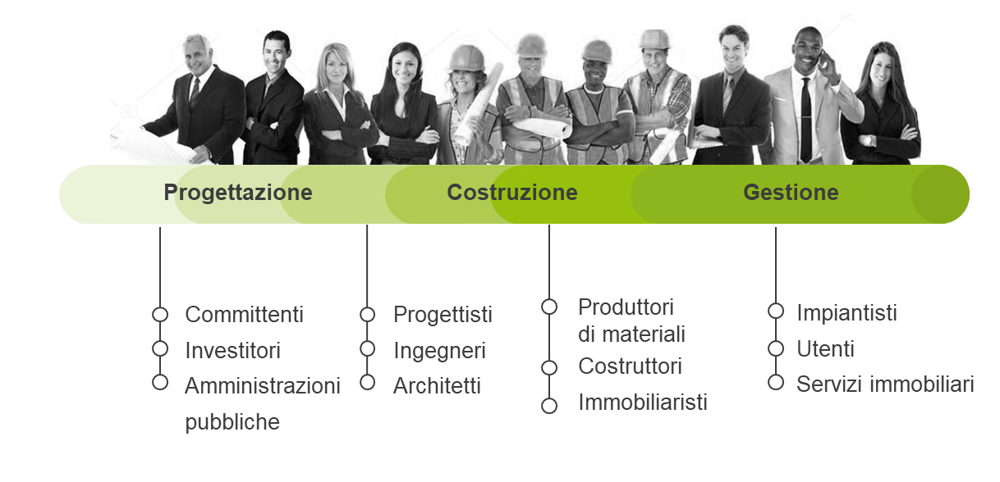 Progettazione
Costruzione
Gestione
Committenti
Investitori
Amministrazioni
pubbliche
Progettisti
Ingegneri
Architetti
Produttori
di materiali
Costruttori
Immobiliaristi
Impiantisti
Utenti
Servizi immobiliari